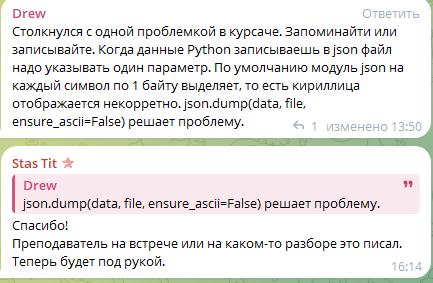 Drew
Ответить
Столкнулся с одной проблемкой в курсаче. Запоминайти или
записывайте. Когда данные Python записываешь в json файл
надо указывать один параметр. По умолчанию модуль json на
каждый символ по 1 байту выделяет, то есть кириллица
отображается некорретно. json.dump(data, file,
ensure_ascii=False) решает проблему.
1 изменено 13:50
Stas Tit
Drew
json.dump(data, file, ensure_ascii=False) решает проблему.
Спасибо!
Преподаватель на встрече или на каком-то разборе это писал.
Теперь будет под рукой.
16:14